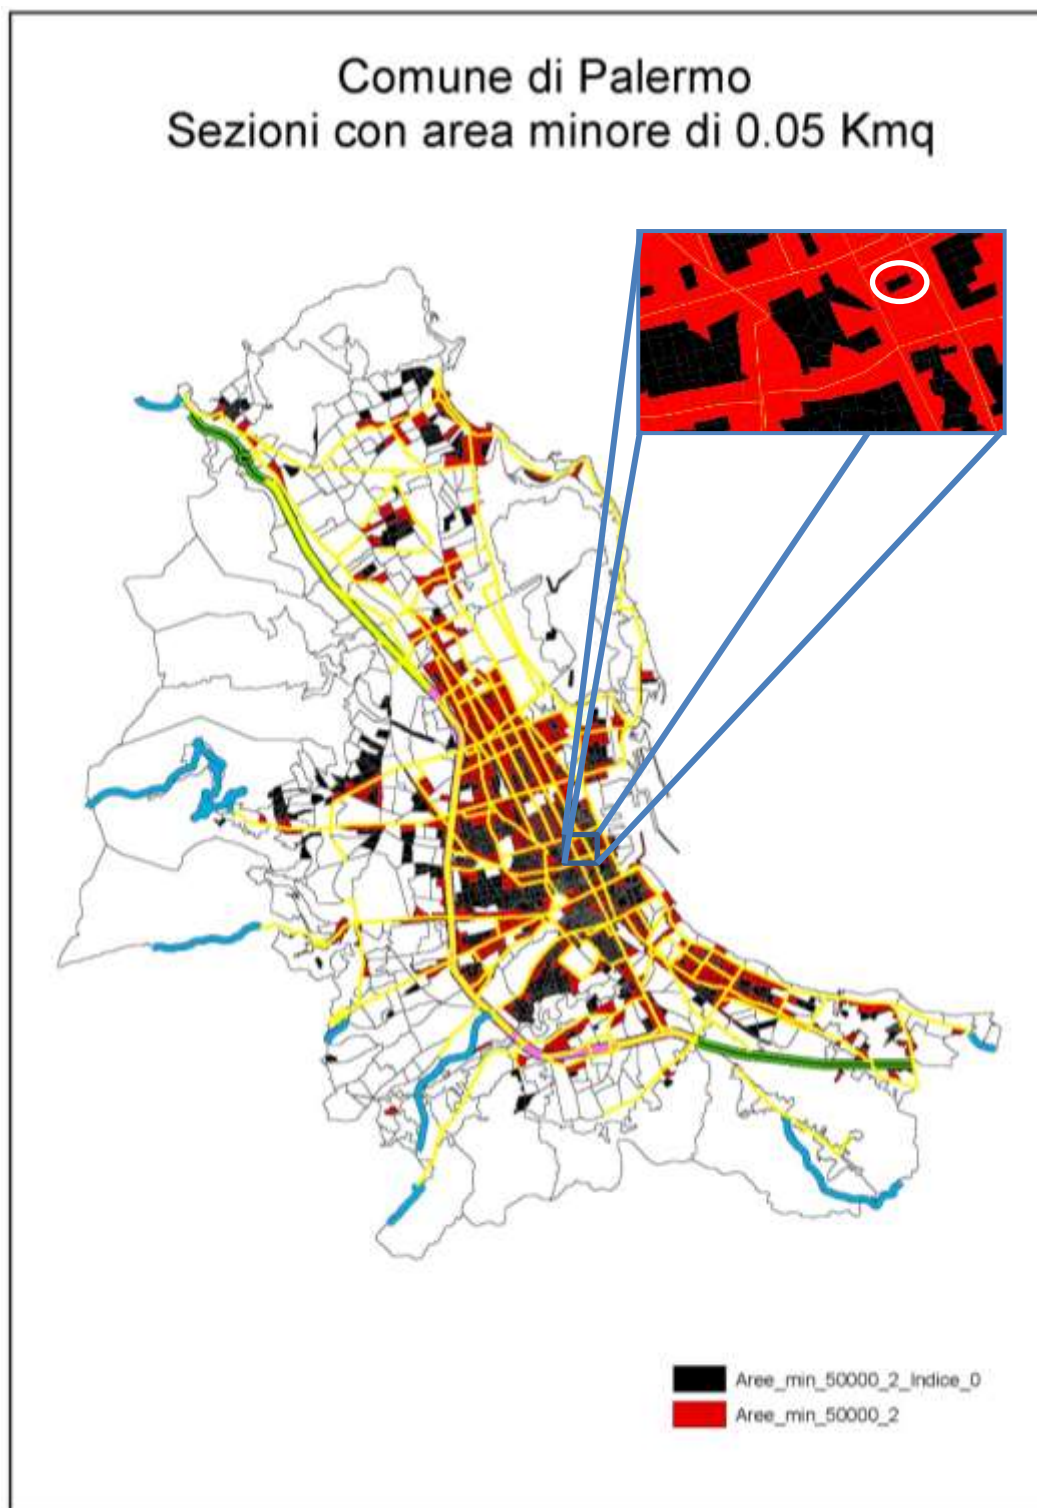 Comune di Palermo
Sezioni con area minore di 0.05 Kmq
Aree_min_50000_2_Indice_0
Aree_min_50000_2